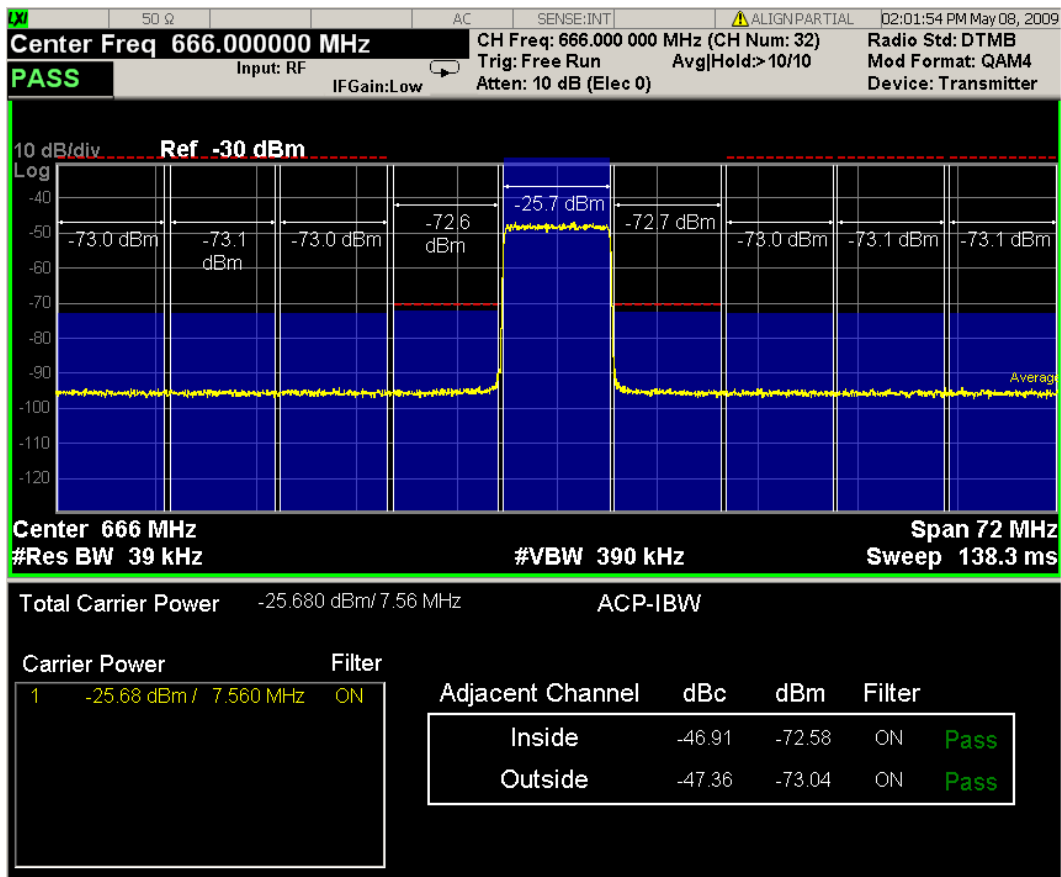 LXI 50 Ω AC SENSE:INT ALIGN PARTIAL 02:01:54 PM May 08, 2009
Center Freq 666.000000 MHz
CH Freq: 666.000 000 MHz (CH Num: 32)
Radio Std: DTMB
PASS
Input: RF
Trig: Free Run
Avg|Hold:>10/10
Mod Format: QAM4
IFGain:Low
Atten: 10 dB (Elec 0)
Device: Transmitter
10 dB/div Ref -30 dBm
Log
-40
-50
-60
-70
-80
-90
-100
-110
-120
-73.0 dBm
-73.1
dBm
-73.0 dBm
-72.6
dBm
-25.7 dBm
-72.7 dBm
-73.0 dBm
-73.1 dBm
-73.1 dBm
Average
Center 666 MHz Span 72 MHz
#Res BW 39 kHz #VBW 390 kHz Sweep 138.3 ms
Total Carrier Power -25.680 dBm/ 7.56 MHz ACP-IBW
Carrier Power Filter
1 -25.68 dBm / 7.560 MHz ON
Adjacent Channel dBc dBm Filter
Inside -46.91 -72.58 ON Pass
Outside -47.36 -73.04 ON Pass